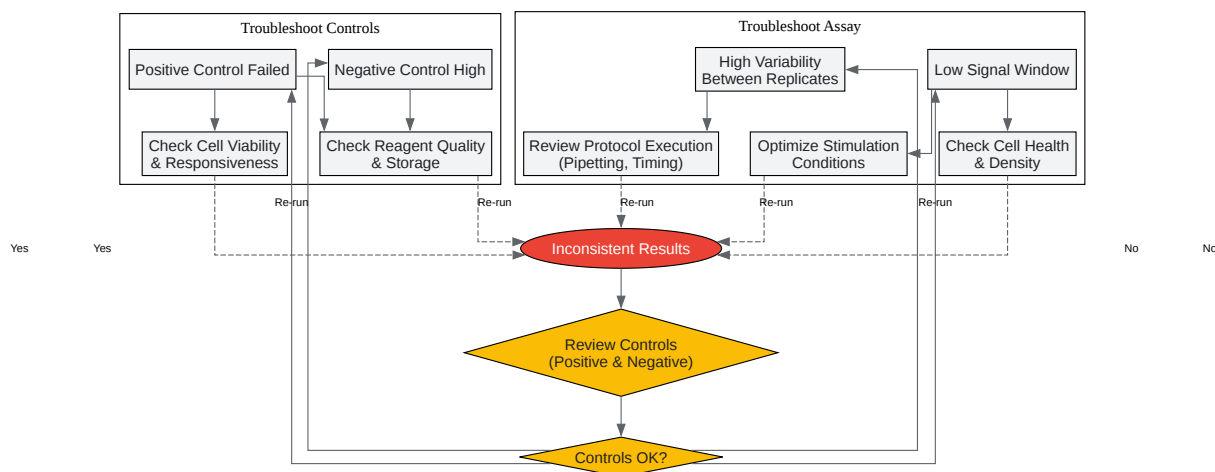 Troubleshoot Controls
Troubleshoot Assay
Positive Control Failed
Negative Control High
High Variability
Between Replicates
Low Signal Window
Check Cell Viability
& Responsiveness
Check Reagent Quality
& Storage
Review Protocol Execution
(Pipetting, Timing)
Optimize Stimulation
Conditions
Check Cell Health
& Density
Re-run
Re-run
Re-run
Re-run
Re-run
Yes
Yes
Inconsistent Results
No
No
Review Controls
(Positive & Negative)
Controls OK?